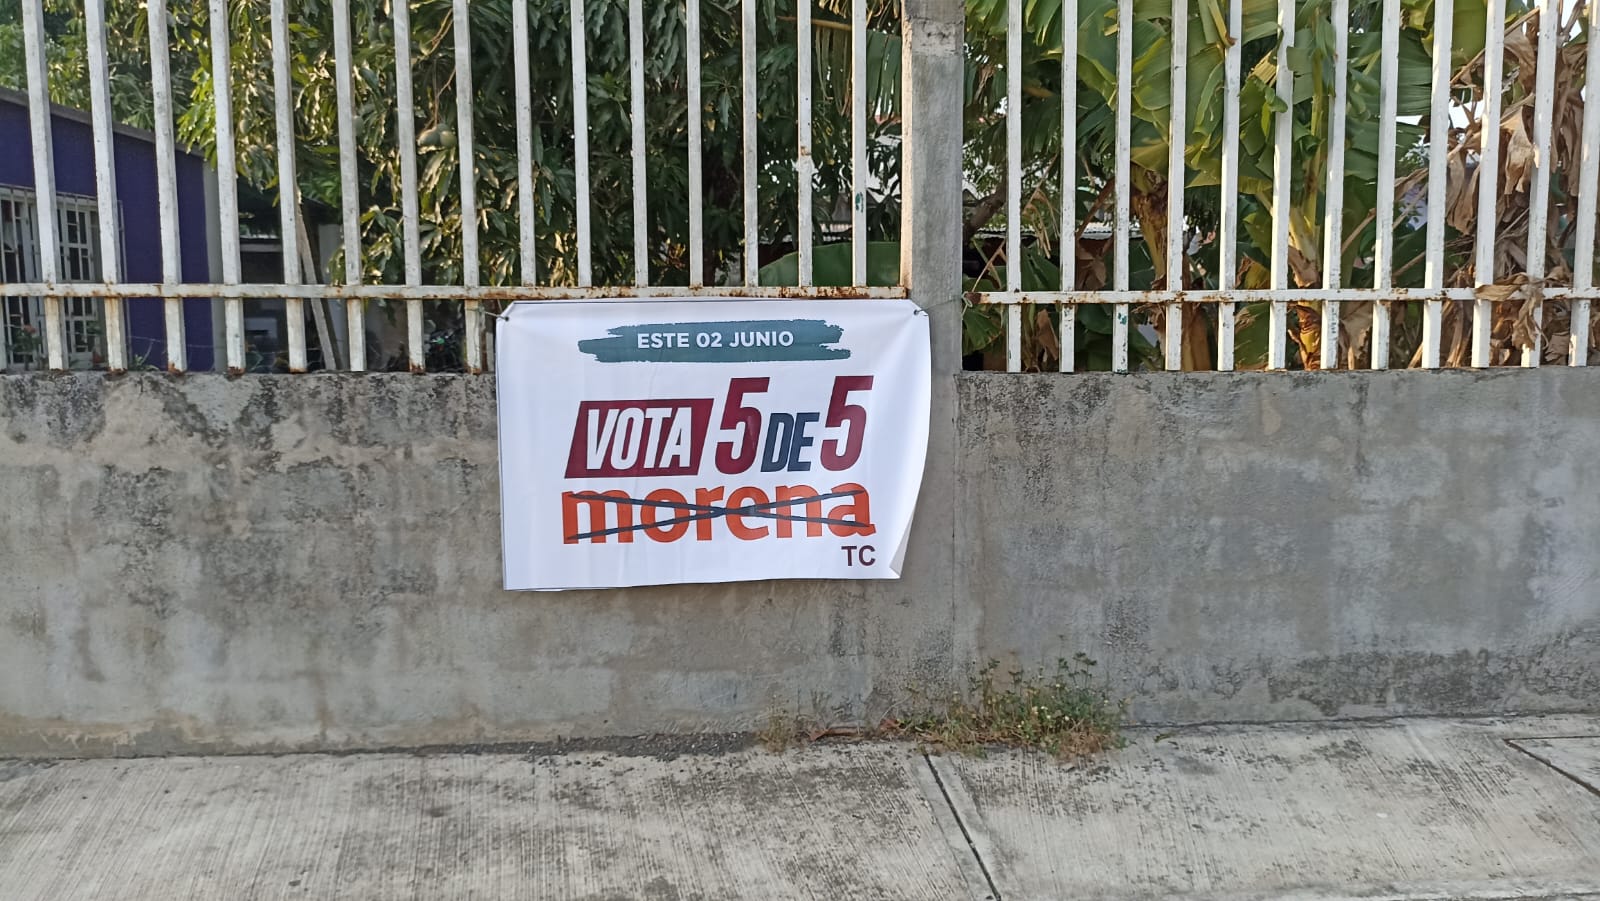 ESTE 02 JUNIO
VOTA 5 DE 5
morena
TC